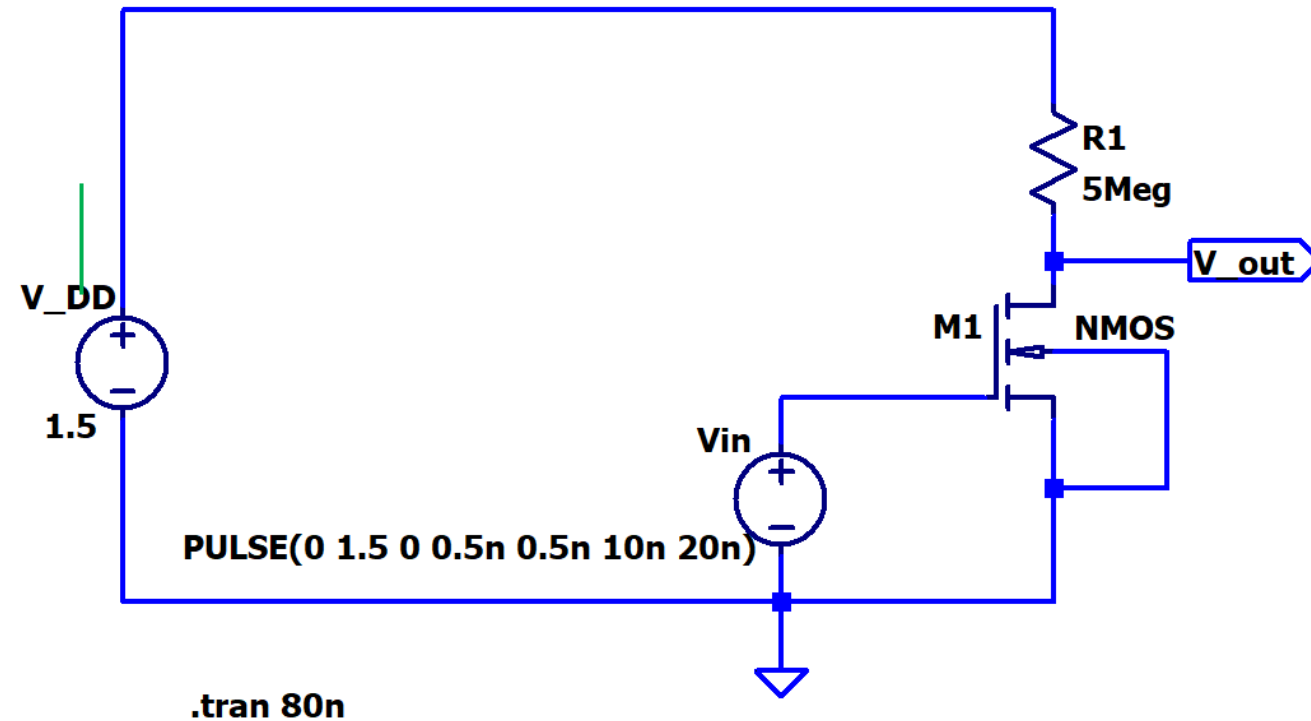 R1
5Meg
V_out
V_DD
M1
NMOS
1.5
Vin
PULSE(0 1.5 0 0.5n 0.5n 10n 20n)
.tran 80n